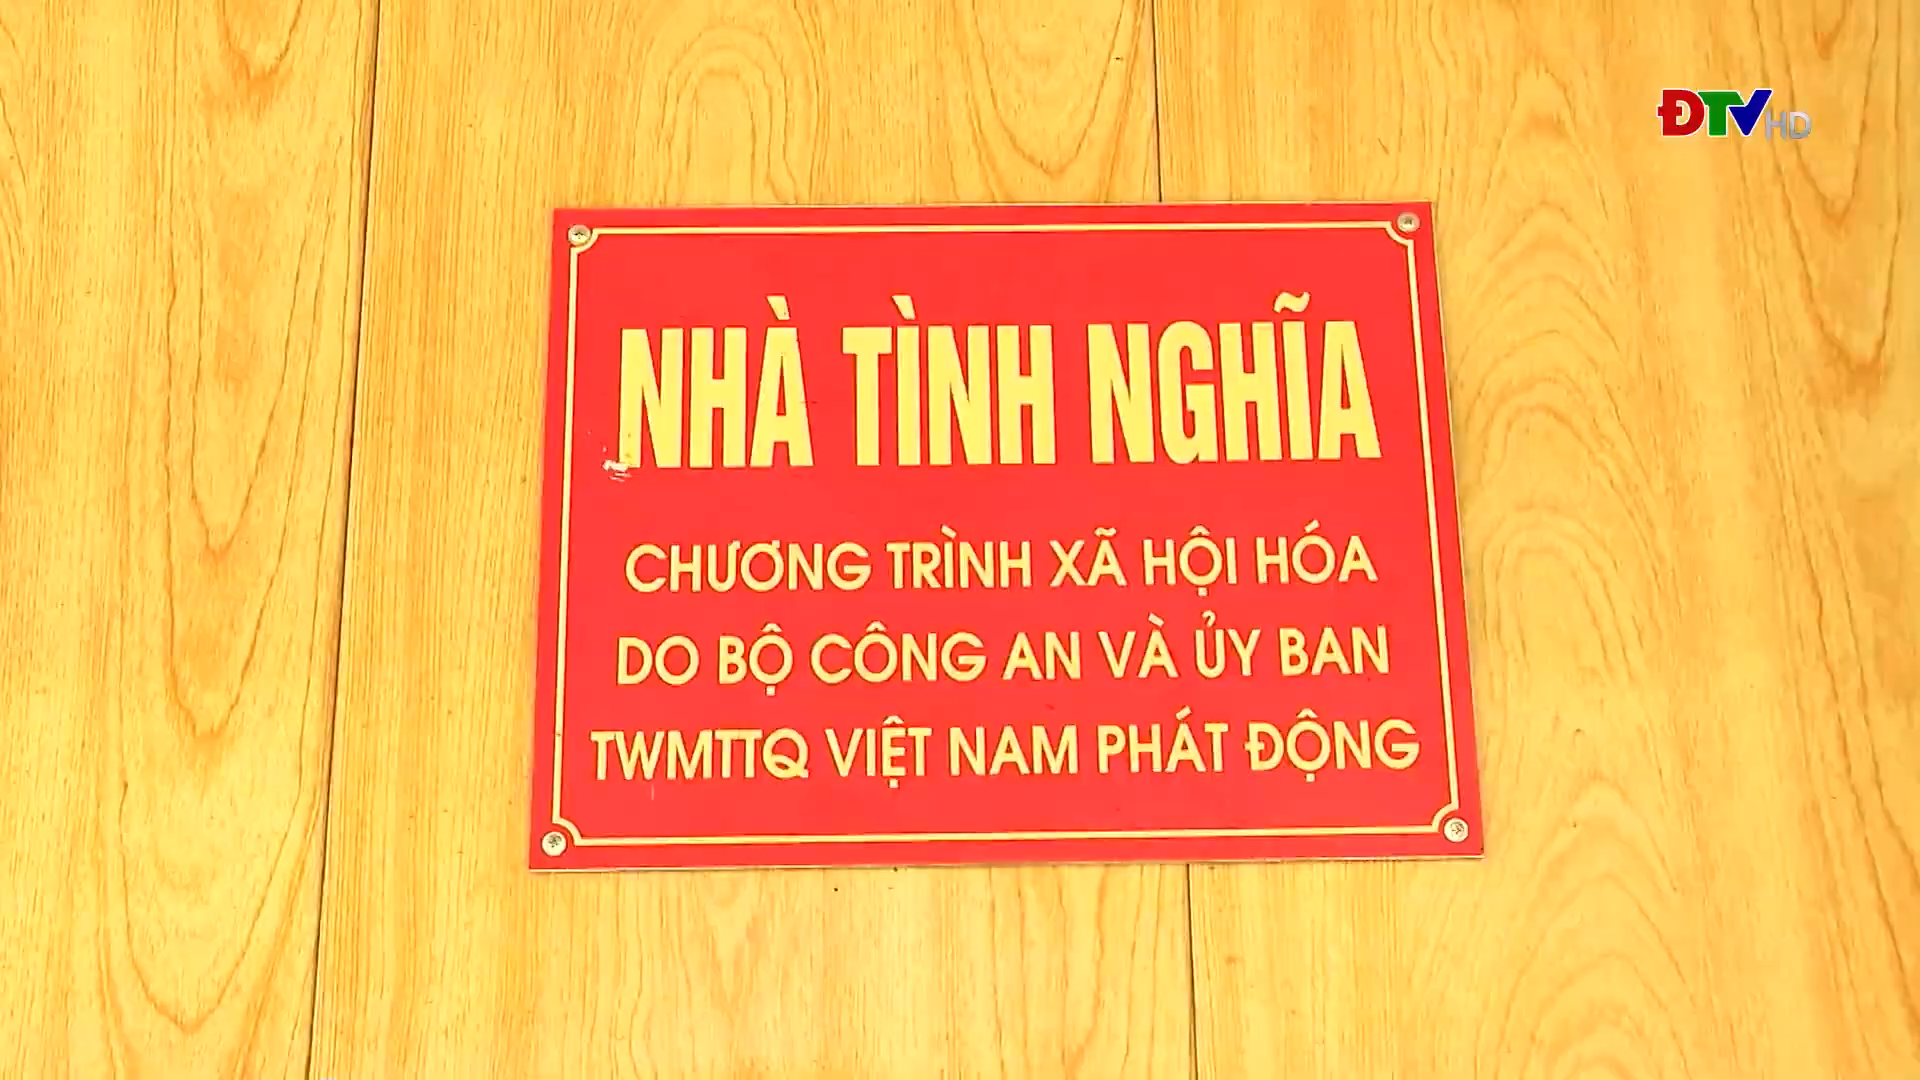 ĐTV HD
NHÀ TÌNH NGHĨA
CHƯƠNG TRÌNH XÃ HỘI HÓA
DO BỘ CÔNG AN VÀ ỦY BAN
TWMTTQ VIỆT NAM PHÁT ĐỘNG